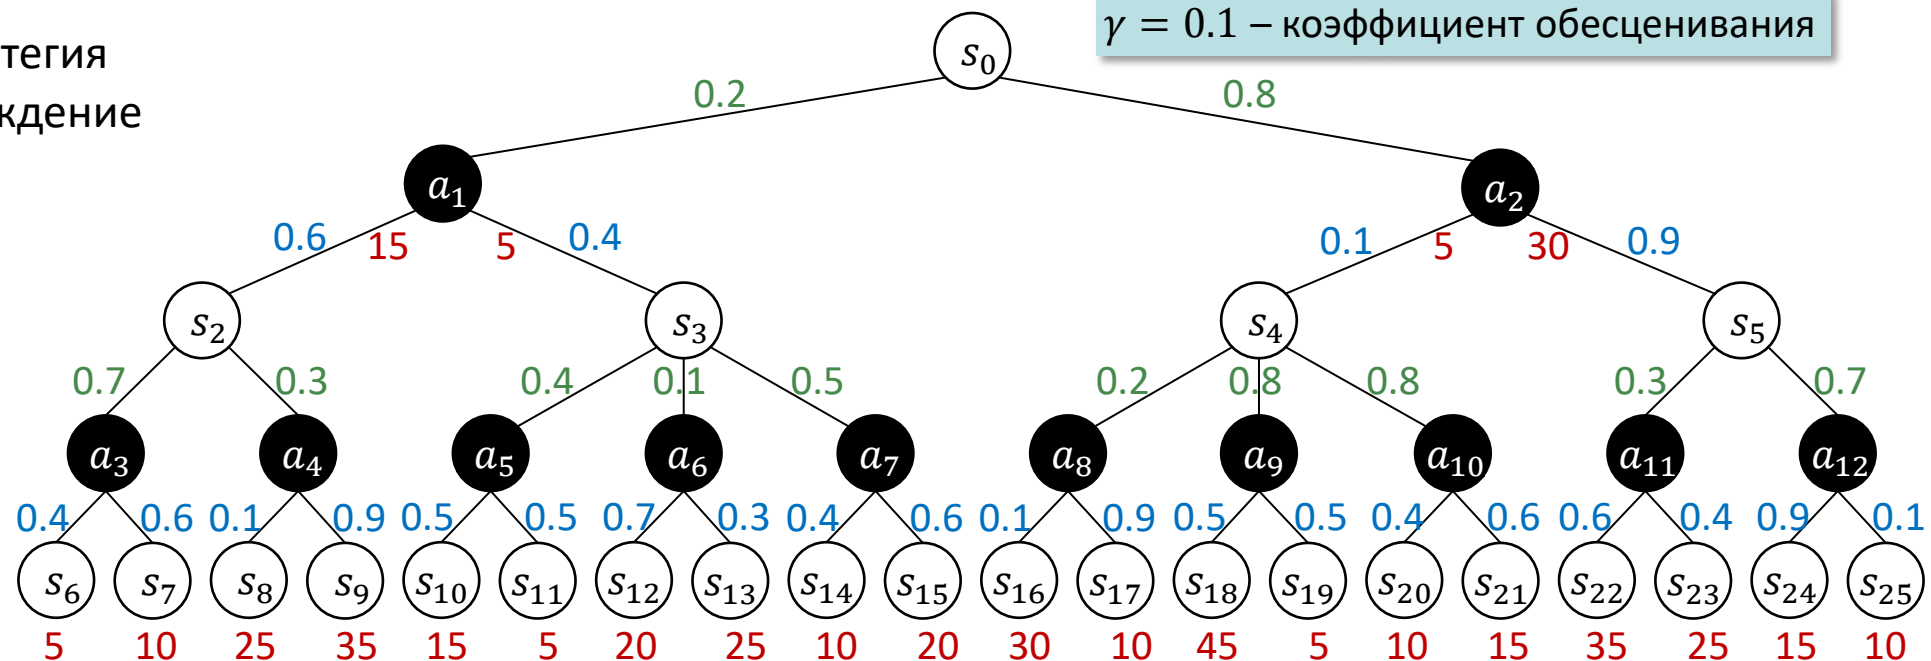 γ = 0.1 – коэффициент обесценивания
тегия
s₀
ждение
0.2 0.8
a₁ a₂
0.6 15 5 0.4 0.1 5 30 0.9
s₂ s₃ s₄ s₅
0.7 0.3 0.4 0.1 0.5 0.2 0.8 0.8 0.3 0.7
a₃ a₄ a₅ a₆ a₇ a₈ a₉ a₁₀ a₁₁ a₁₂
0.4 0.6 0.1 0.9 0.5 0.5 0.7 0.3 0.4 0.6 0.1 0.9 0.5 0.5 0.4 0.6 0.6 0.4 0.9 0.1
s₆ s₇ s₈ s₉ s₁₀ s₁₁ s₁₂ s₁₃ s₁₄ s₁₅ s₁₆ s₁₇ s₁₈ s₁₉ s₂₀ s₂₁ s₂₂ s₂₃ s₂₄ s₂₅
5 10 25 35 15 5 20 25 10 20 30 10 45 5 10 15 35 25 15 10